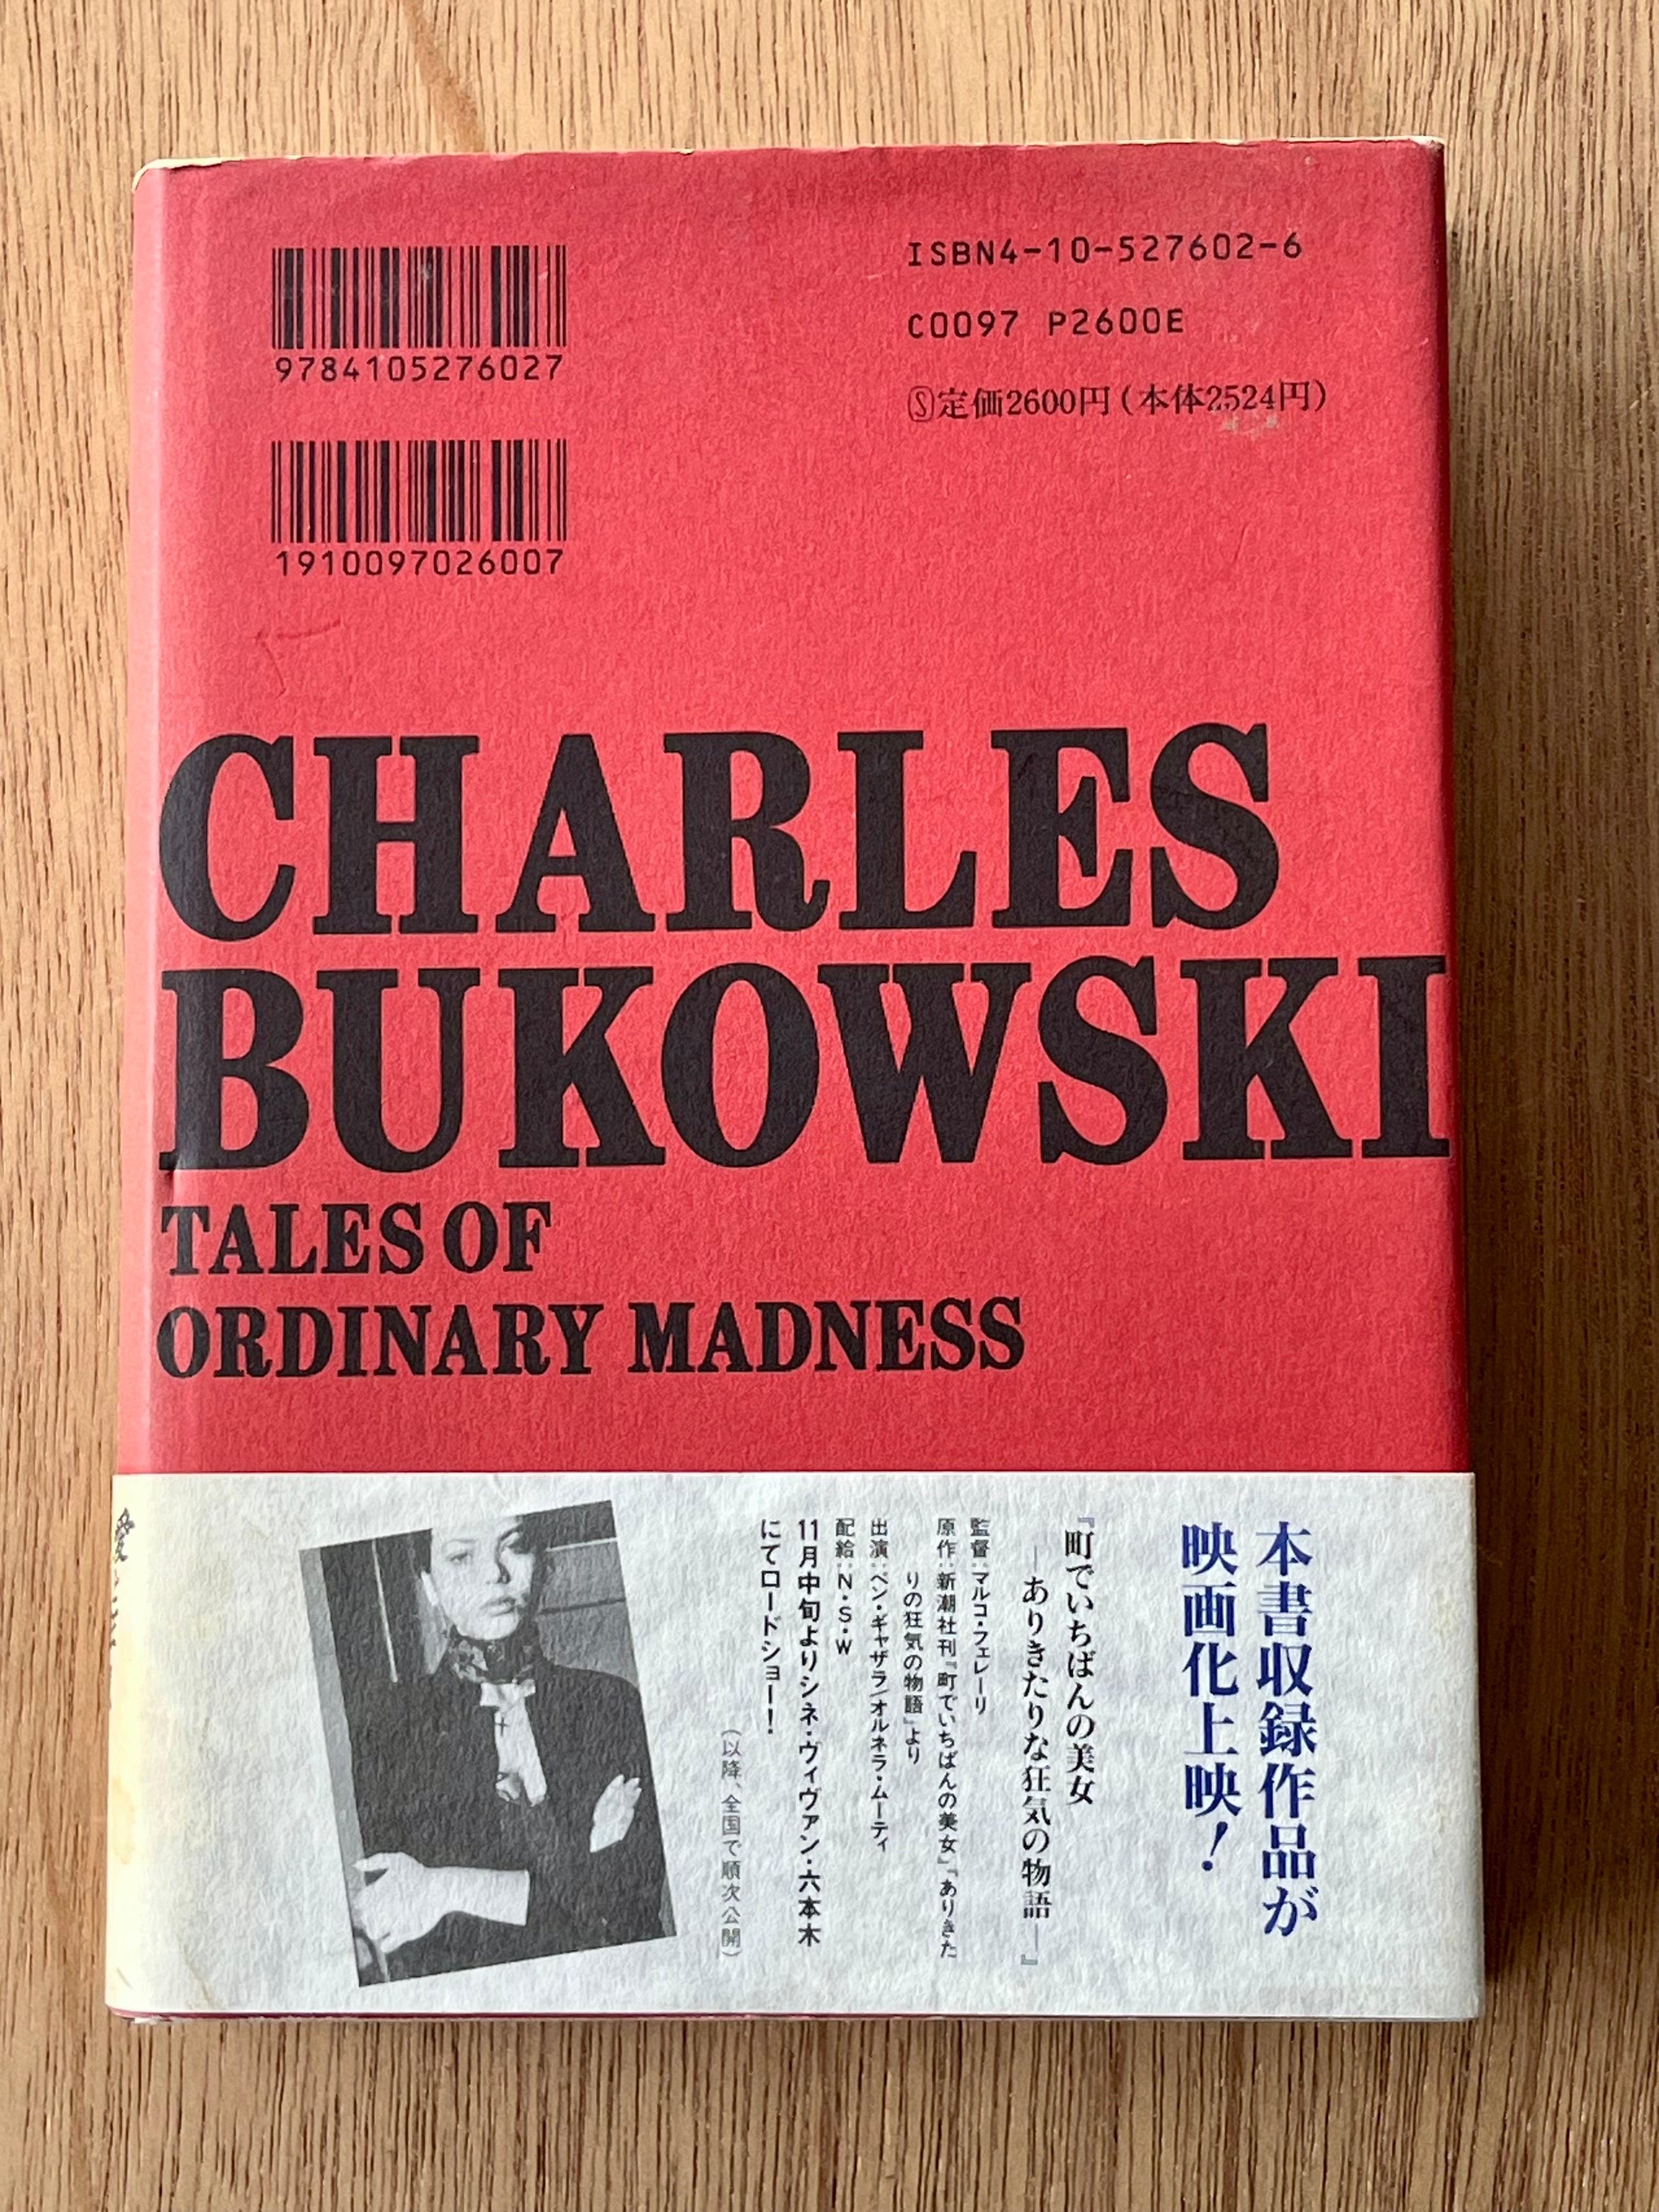 ISBN4-10-527602-6
C0097 P2600E
Ⓢ定価2600円(本体2524円)
9784105276027
1910097026007
CHARLES
BUKOWSKI
TALES OF
ORDINARY MADNESS
本書収録作品が
映画化上映!
『町でいちばんの美女
―ありきたりな狂気の物語―』
監督:マルコ・フェレーリ
原作:新潮社刊『町でいちばんの美女』『ありきた
りの狂気の物語』より
出演:ベン・ギャザラ/オルネラ・ムーティ
配給:N・S・W
11月中旬よりシネ・ヴィヴァン・六本木
にてロードショー!
(以降、全国で順次公開)